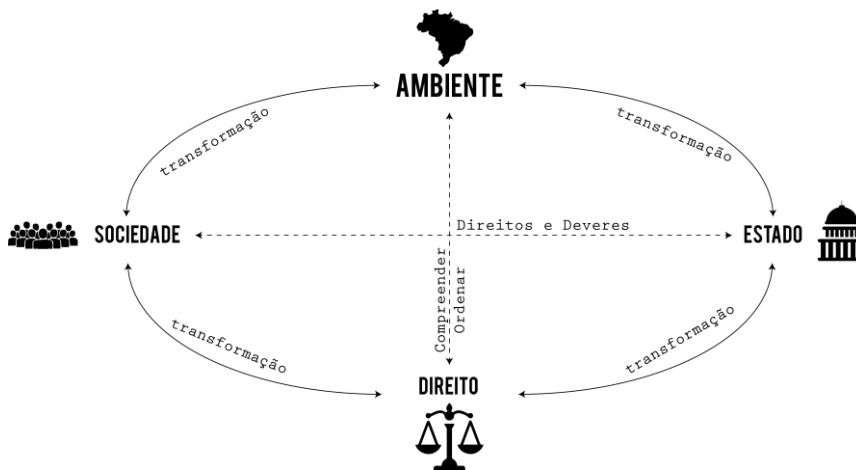 AMBIENTE
transformação
transformação
SOCIEDADE
Direitos e Deveres
ESTADO
Compreender
Ordenar
transformação
transformação
DIREITO